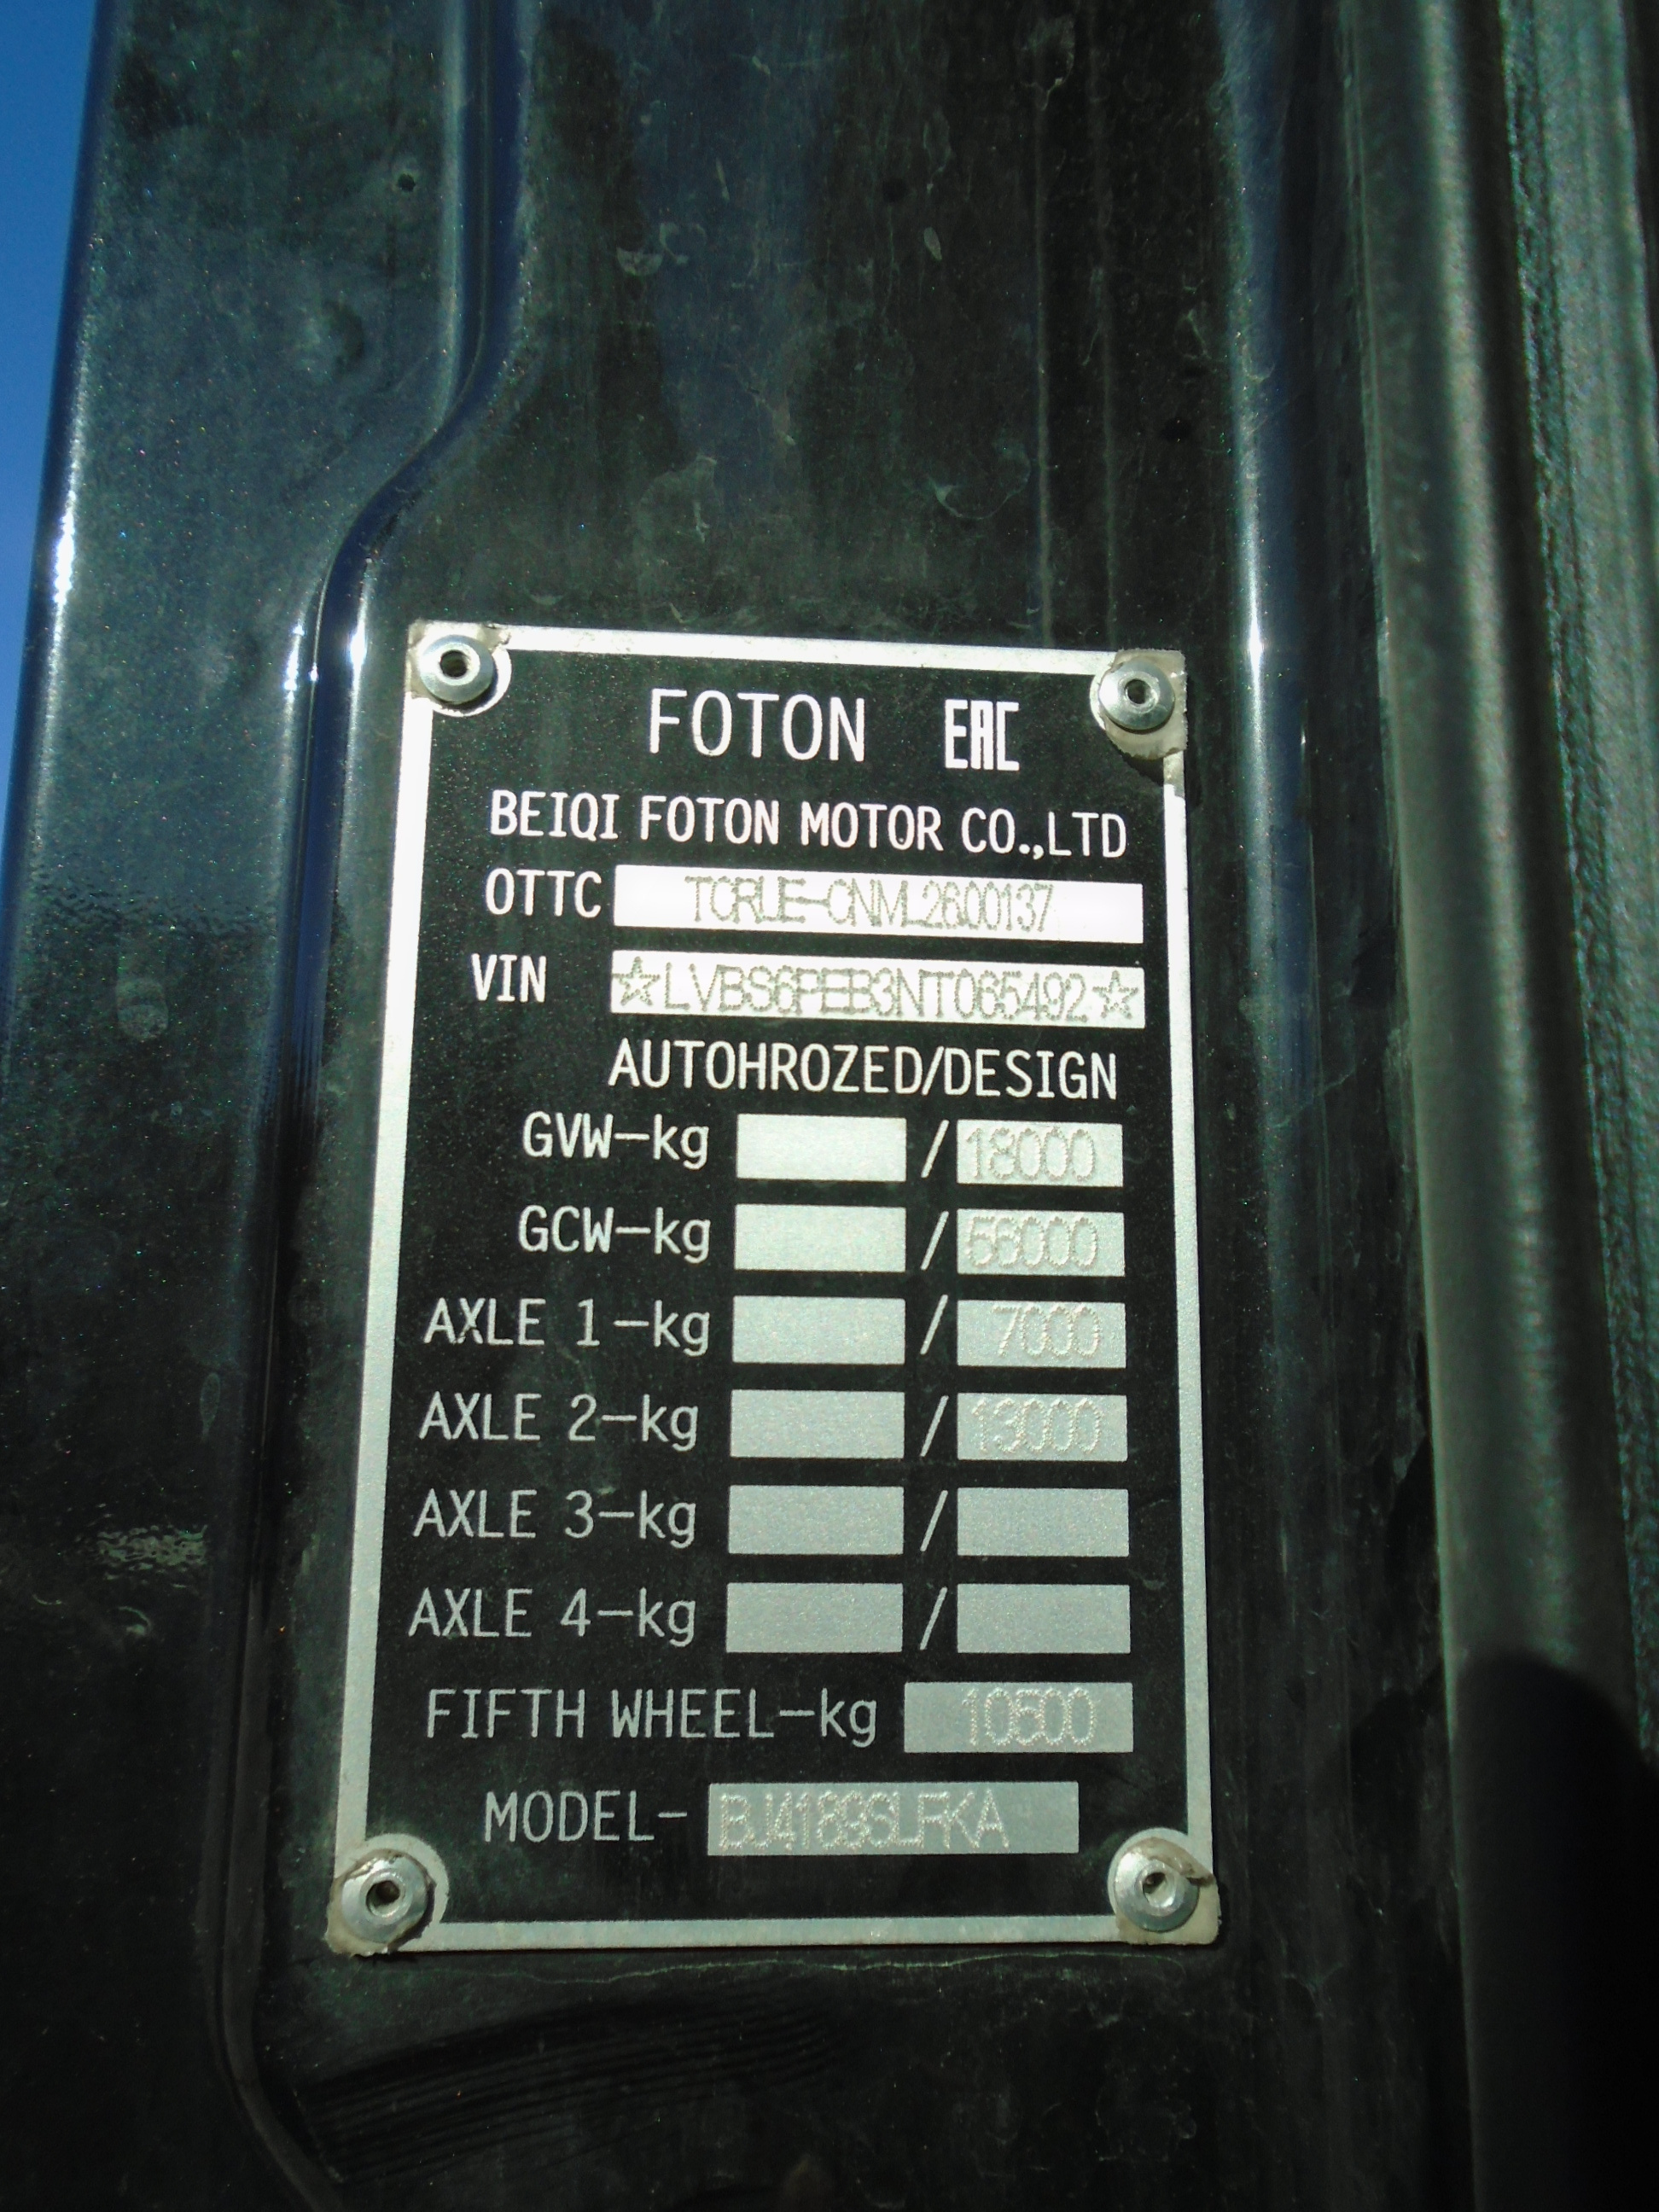 FOTON EAC
BEIQI FOTON MOTOR CO.,LTD
OTTC TCRUE-CNM.26.00137
VIN ☆LVBS6PEB3NT065492☆
AUTOHROZED/DESIGN
GVW-kg / 18000
GCW-kg / 56000
AXLE 1-kg / 7000
AXLE 2-kg / 13000
AXLE 3-kg /
AXLE 4-kg /
FIFTH WHEEL-kg 10500
MODEL-